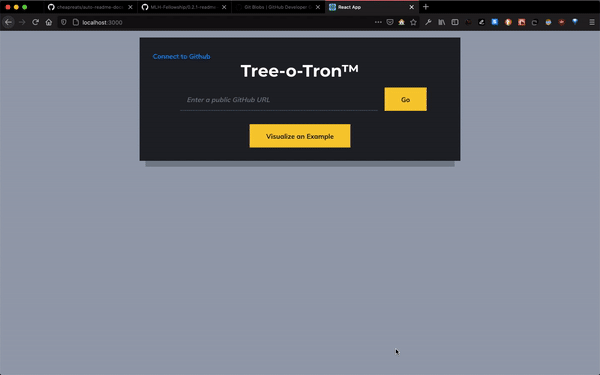 cheapreats/auto-readme-de
MLH-Fellowship/0.2.1-readme
Git Blobs | GitHub Developer
React App
localhost:3000
Connect to Github
Tree-o-Tron™
Enter a public GitHub URL
Go
Visualize an Example